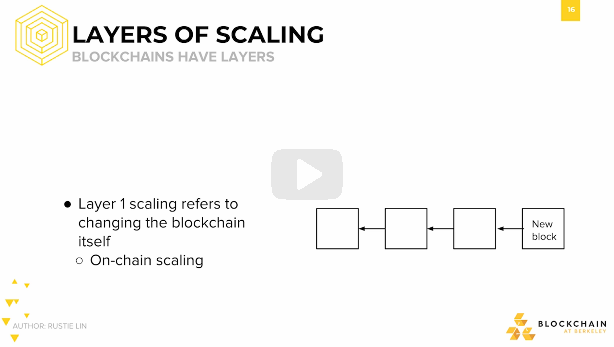 16
LAYERS OF SCALING
BLOCKCHAINS HAVE LAYERS
● Layer 1 scaling refers to
changing the blockchain
itself
○ On-chain scaling
New
block
AUTHOR: RUSTIE LIN
BLOCKCHAIN
AT BERKELEY